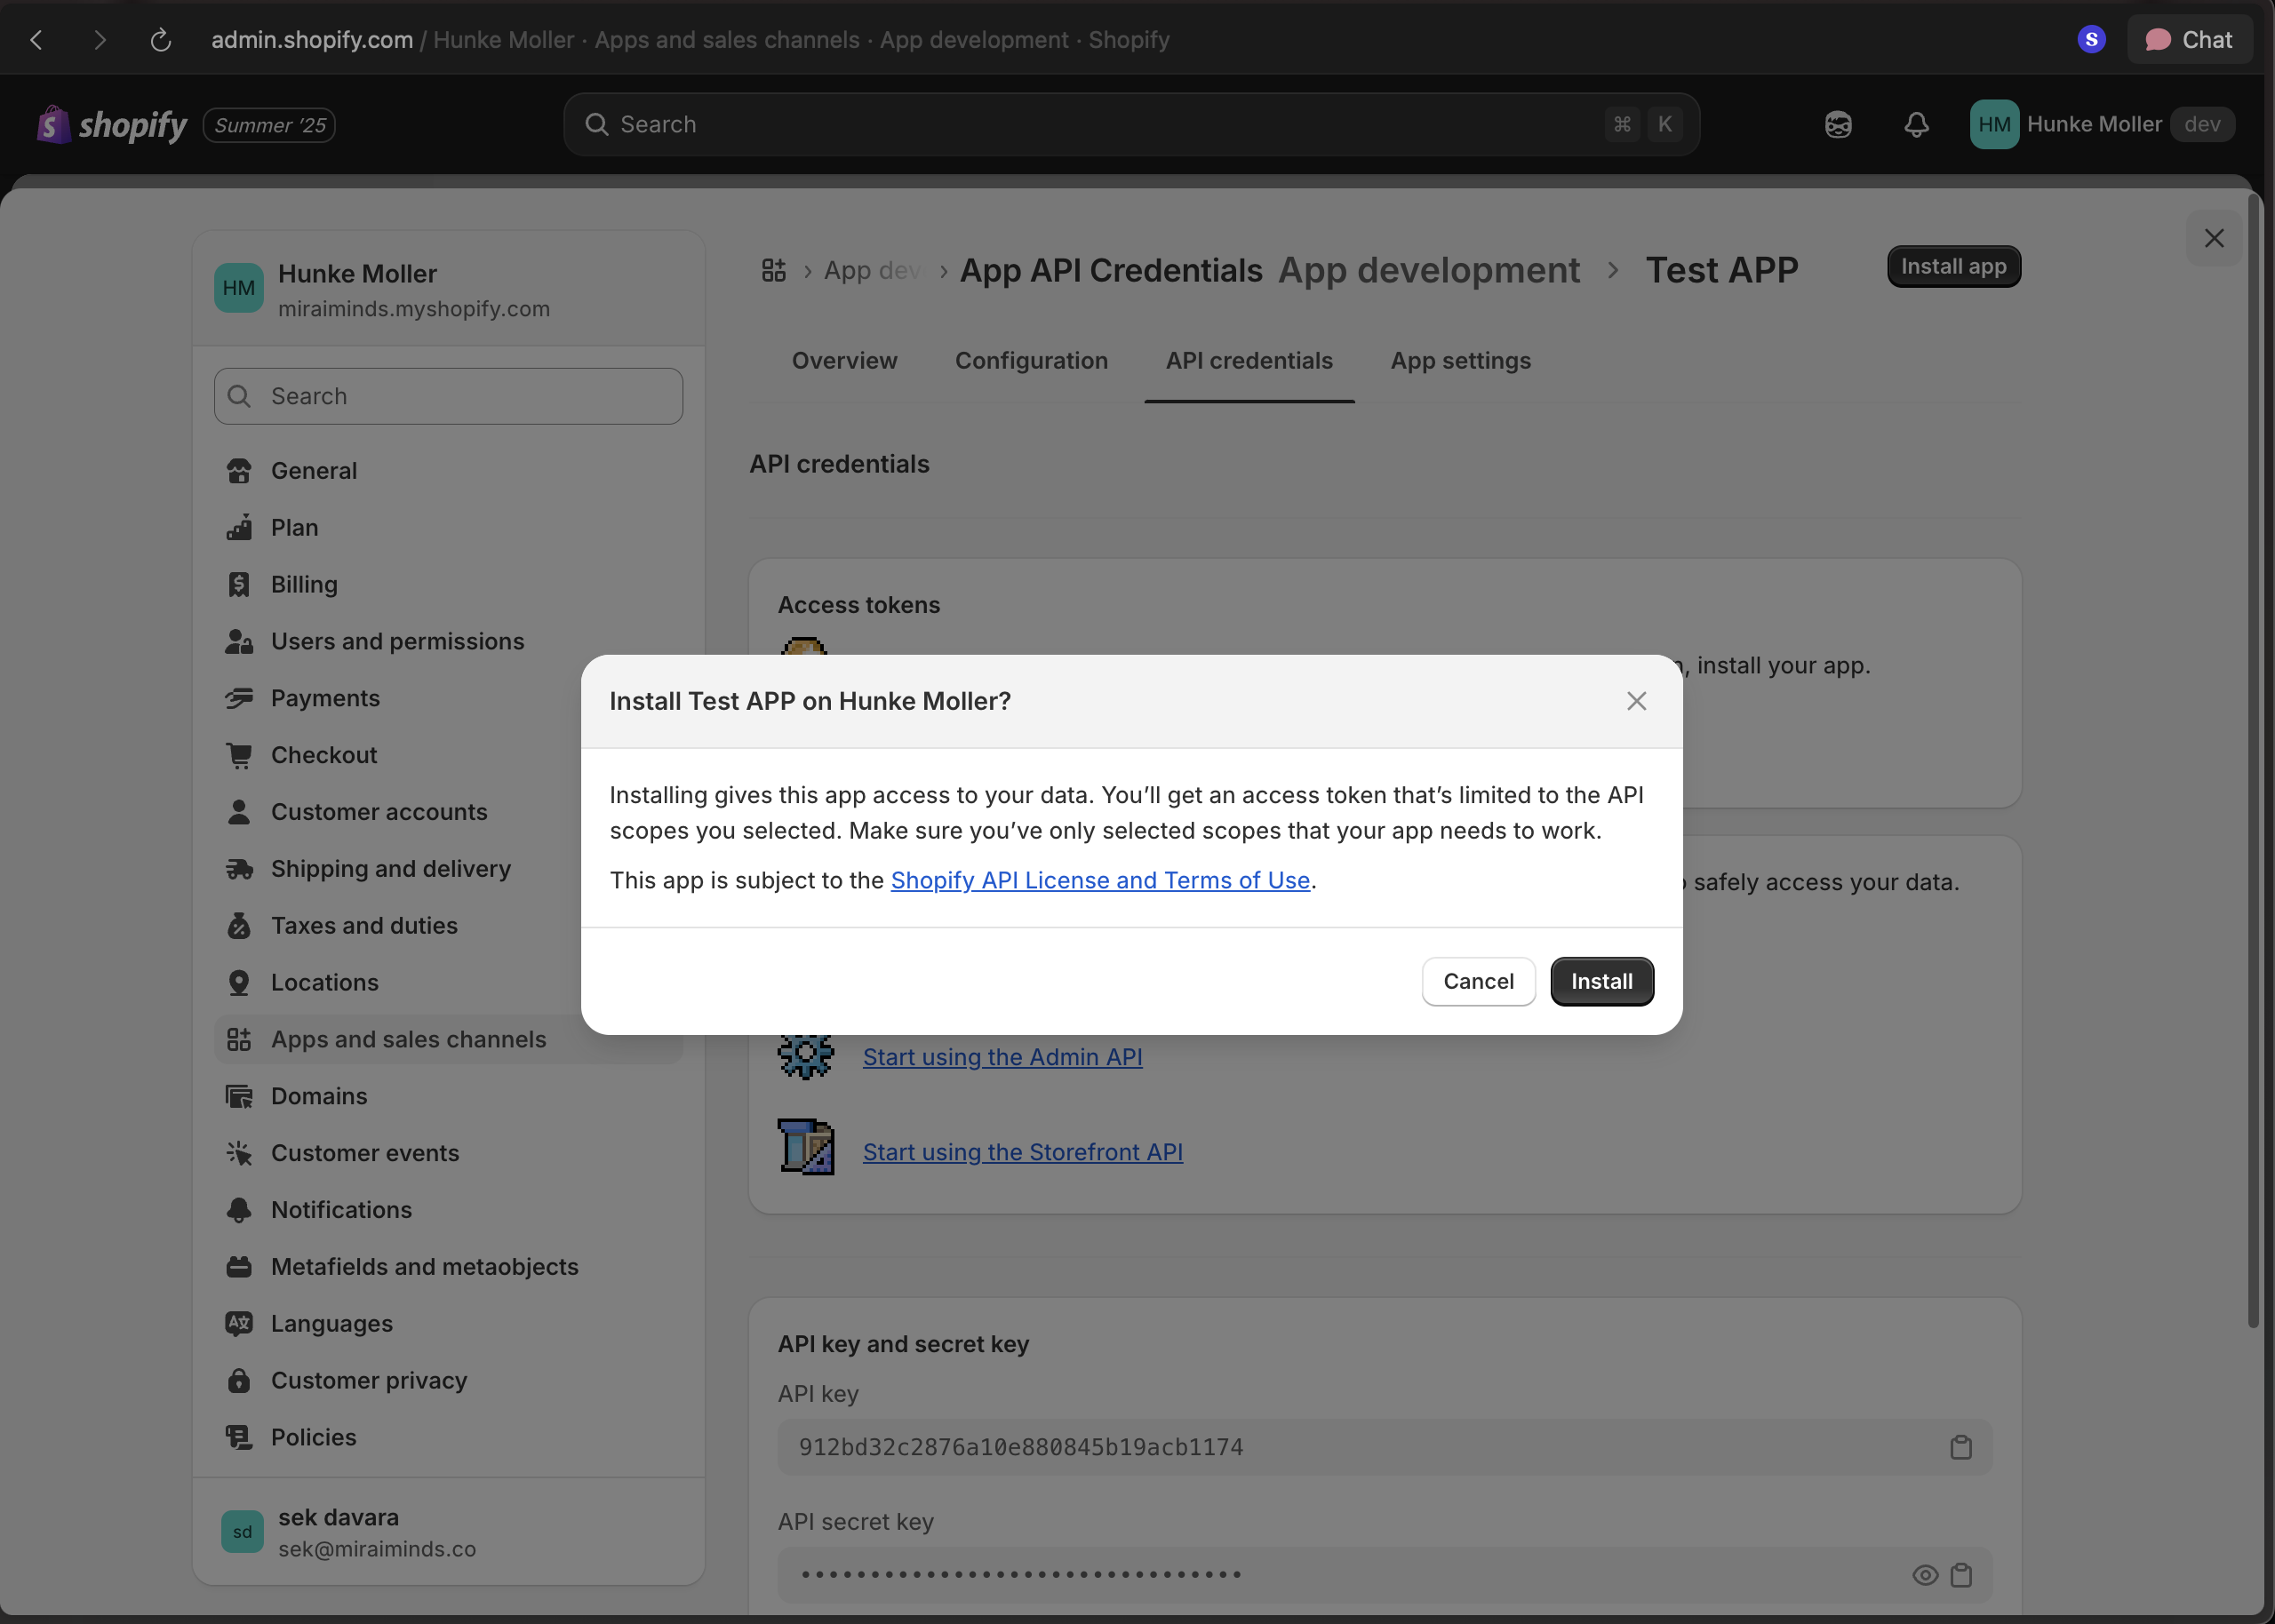 admin.shopify.com / Hunke Moller · Apps and sales channels · App development · Shopify
S
Chat
shopify
Summer '25
Search
⌘ K
HM
Hunke Moller
dev
HM
Hunke Moller
miraiminds.myshopify.com
Search
General
Plan
Billing
Users and permissions
Payments
Checkout
Customer accounts
Shipping and delivery
Taxes and duties
Locations
Apps and sales channels
Domains
Customer events
Notifications
Metafields and metaobjects
Languages
Customer privacy
Policies
sd
sek davara
sek@miraiminds.co
App dev › App API Credentials App development › Test APP
Install app
Overview
Configuration
API credentials
App settings
API credentials
Access tokens
, install your app.
Install Test APP on Hunke Moller?
Installing gives this app access to your data. You’ll get an access token that’s limited to the API
scopes you selected. Make sure you’ve only selected scopes that your app needs to work.
This app is subject to the Shopify API License and Terms of Use.
Cancel
Install
safely access your data.
Start using the Admin API
Start using the Storefront API
API key and secret key
API key
912bd32c2876a10e880845b19acb1174
API secret key
••••••••••••••••••••••••••••••••